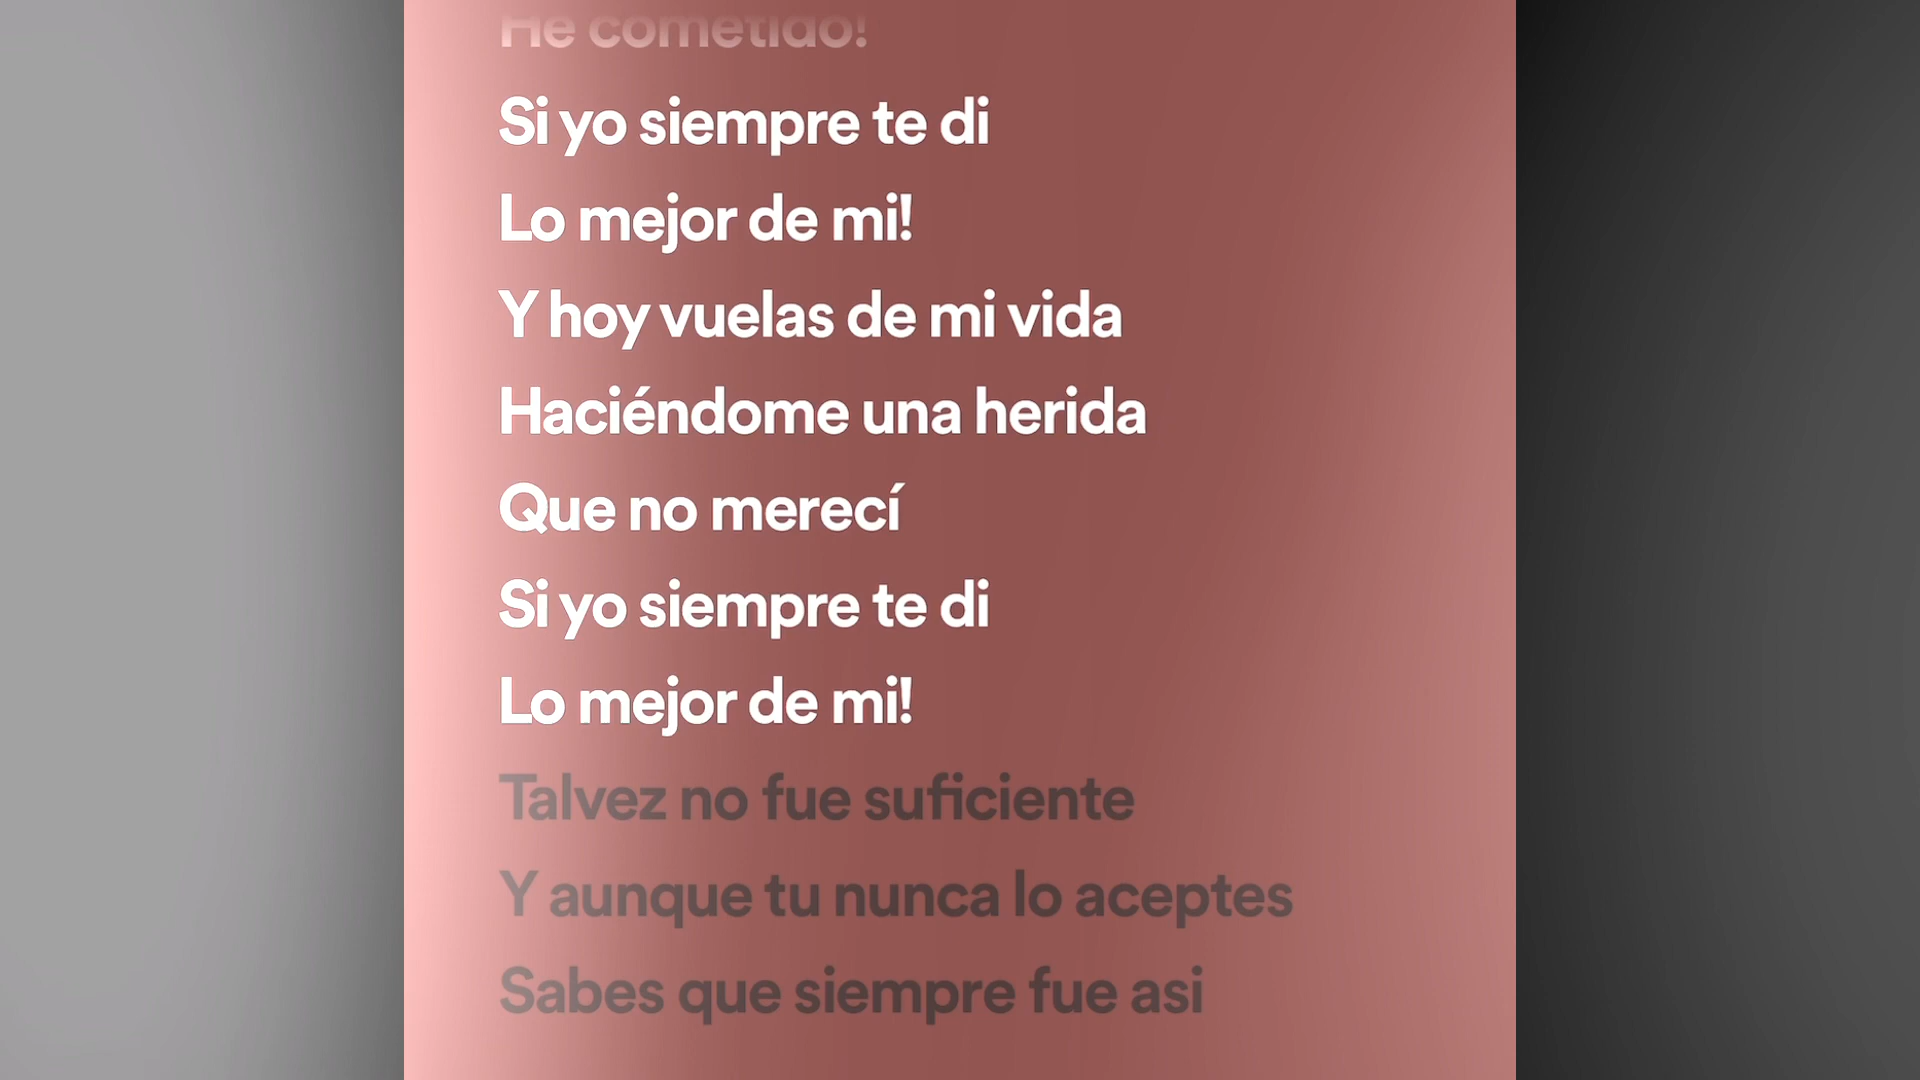 He cometido!
Si yo siempre te di
Lo mejor de mi!
Y hoy vuelas de mi vida
Haciéndome una herida
Que no merecí
Si yo siempre te di
Lo mejor de mi!
Talvez no fue suficiente
Y aunque tu nunca lo aceptes
Sabes que siempre fue asi